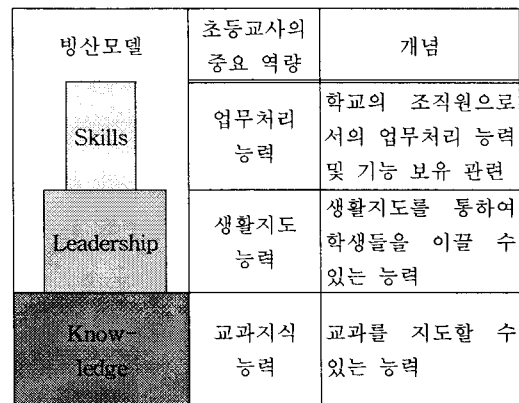 빙산모델
초등교사의
중요 역량
개념
Skills
업무처리
능력
학교의 조직원으로
서의 업무처리 능력
및 기능 보유 관련
Leadership
생활지도
능력
생활지도를 통하여
학생들을 이끌 수
있는 능력
Know-
ledge
교과지식
능력
교과를 지도할 수
있는 능력